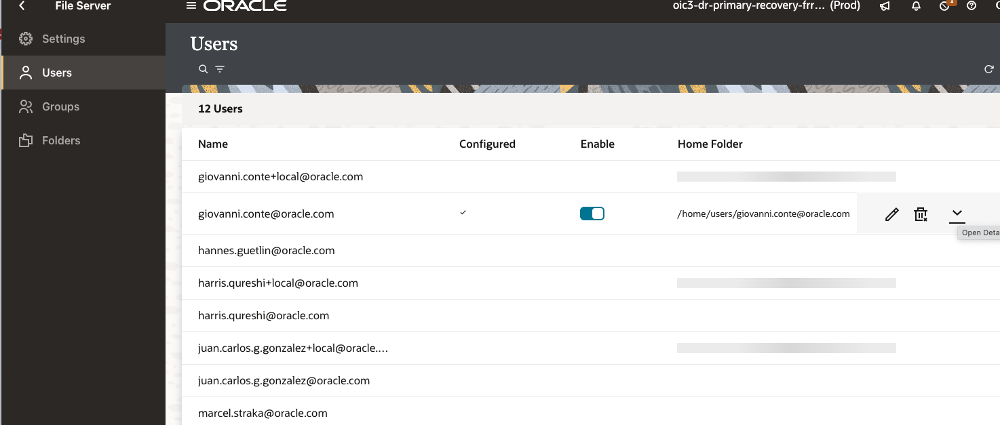 File Server
ORACLE
oic3-dr-primary-recovery-frr... (Prod)
1
Settings
Users
Groups
Folders
Users
12 Users
Name Configured Enable Home Folder
giovanni.conte+local@oracle.com
giovanni.conte@oracle.com /home/users/giovanni.conte@oracle.com
Open Deta
hannes.guetlin@oracle.com
harris.qureshi+local@oracle.com
harris.qureshi@oracle.com
juan.carlos.g.gonzalez+local@oracle....
juan.carlos.g.gonzalez@oracle.com
marcel.straka@oracle.com